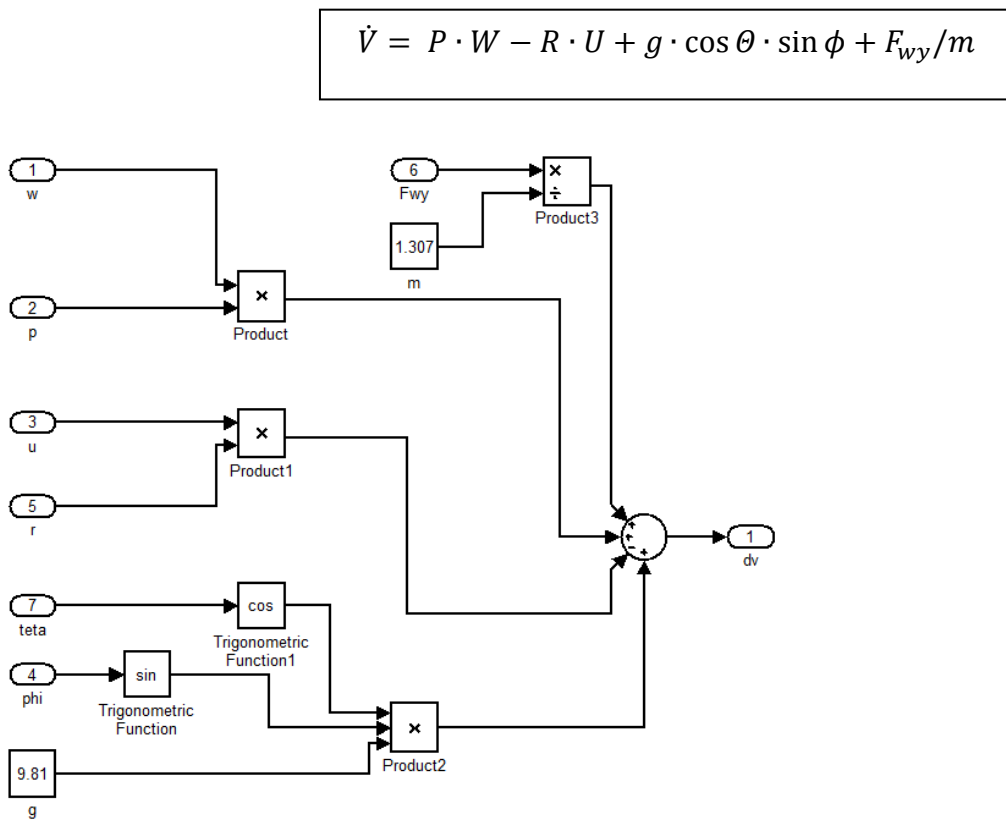 V̇ = P · W − R · U + g · cos Θ · sin ϕ + F_wy/m
1
w
6
Fwy
×
÷
Product3
1.307
m
2
p
×
Product
3
u
×
Product1
5
r
+
+
-
+
1
dv
7
teta
cos
Trigonometric
Function1
4
phi
sin
Trigonometric
Function
×
Product2
9.81
g